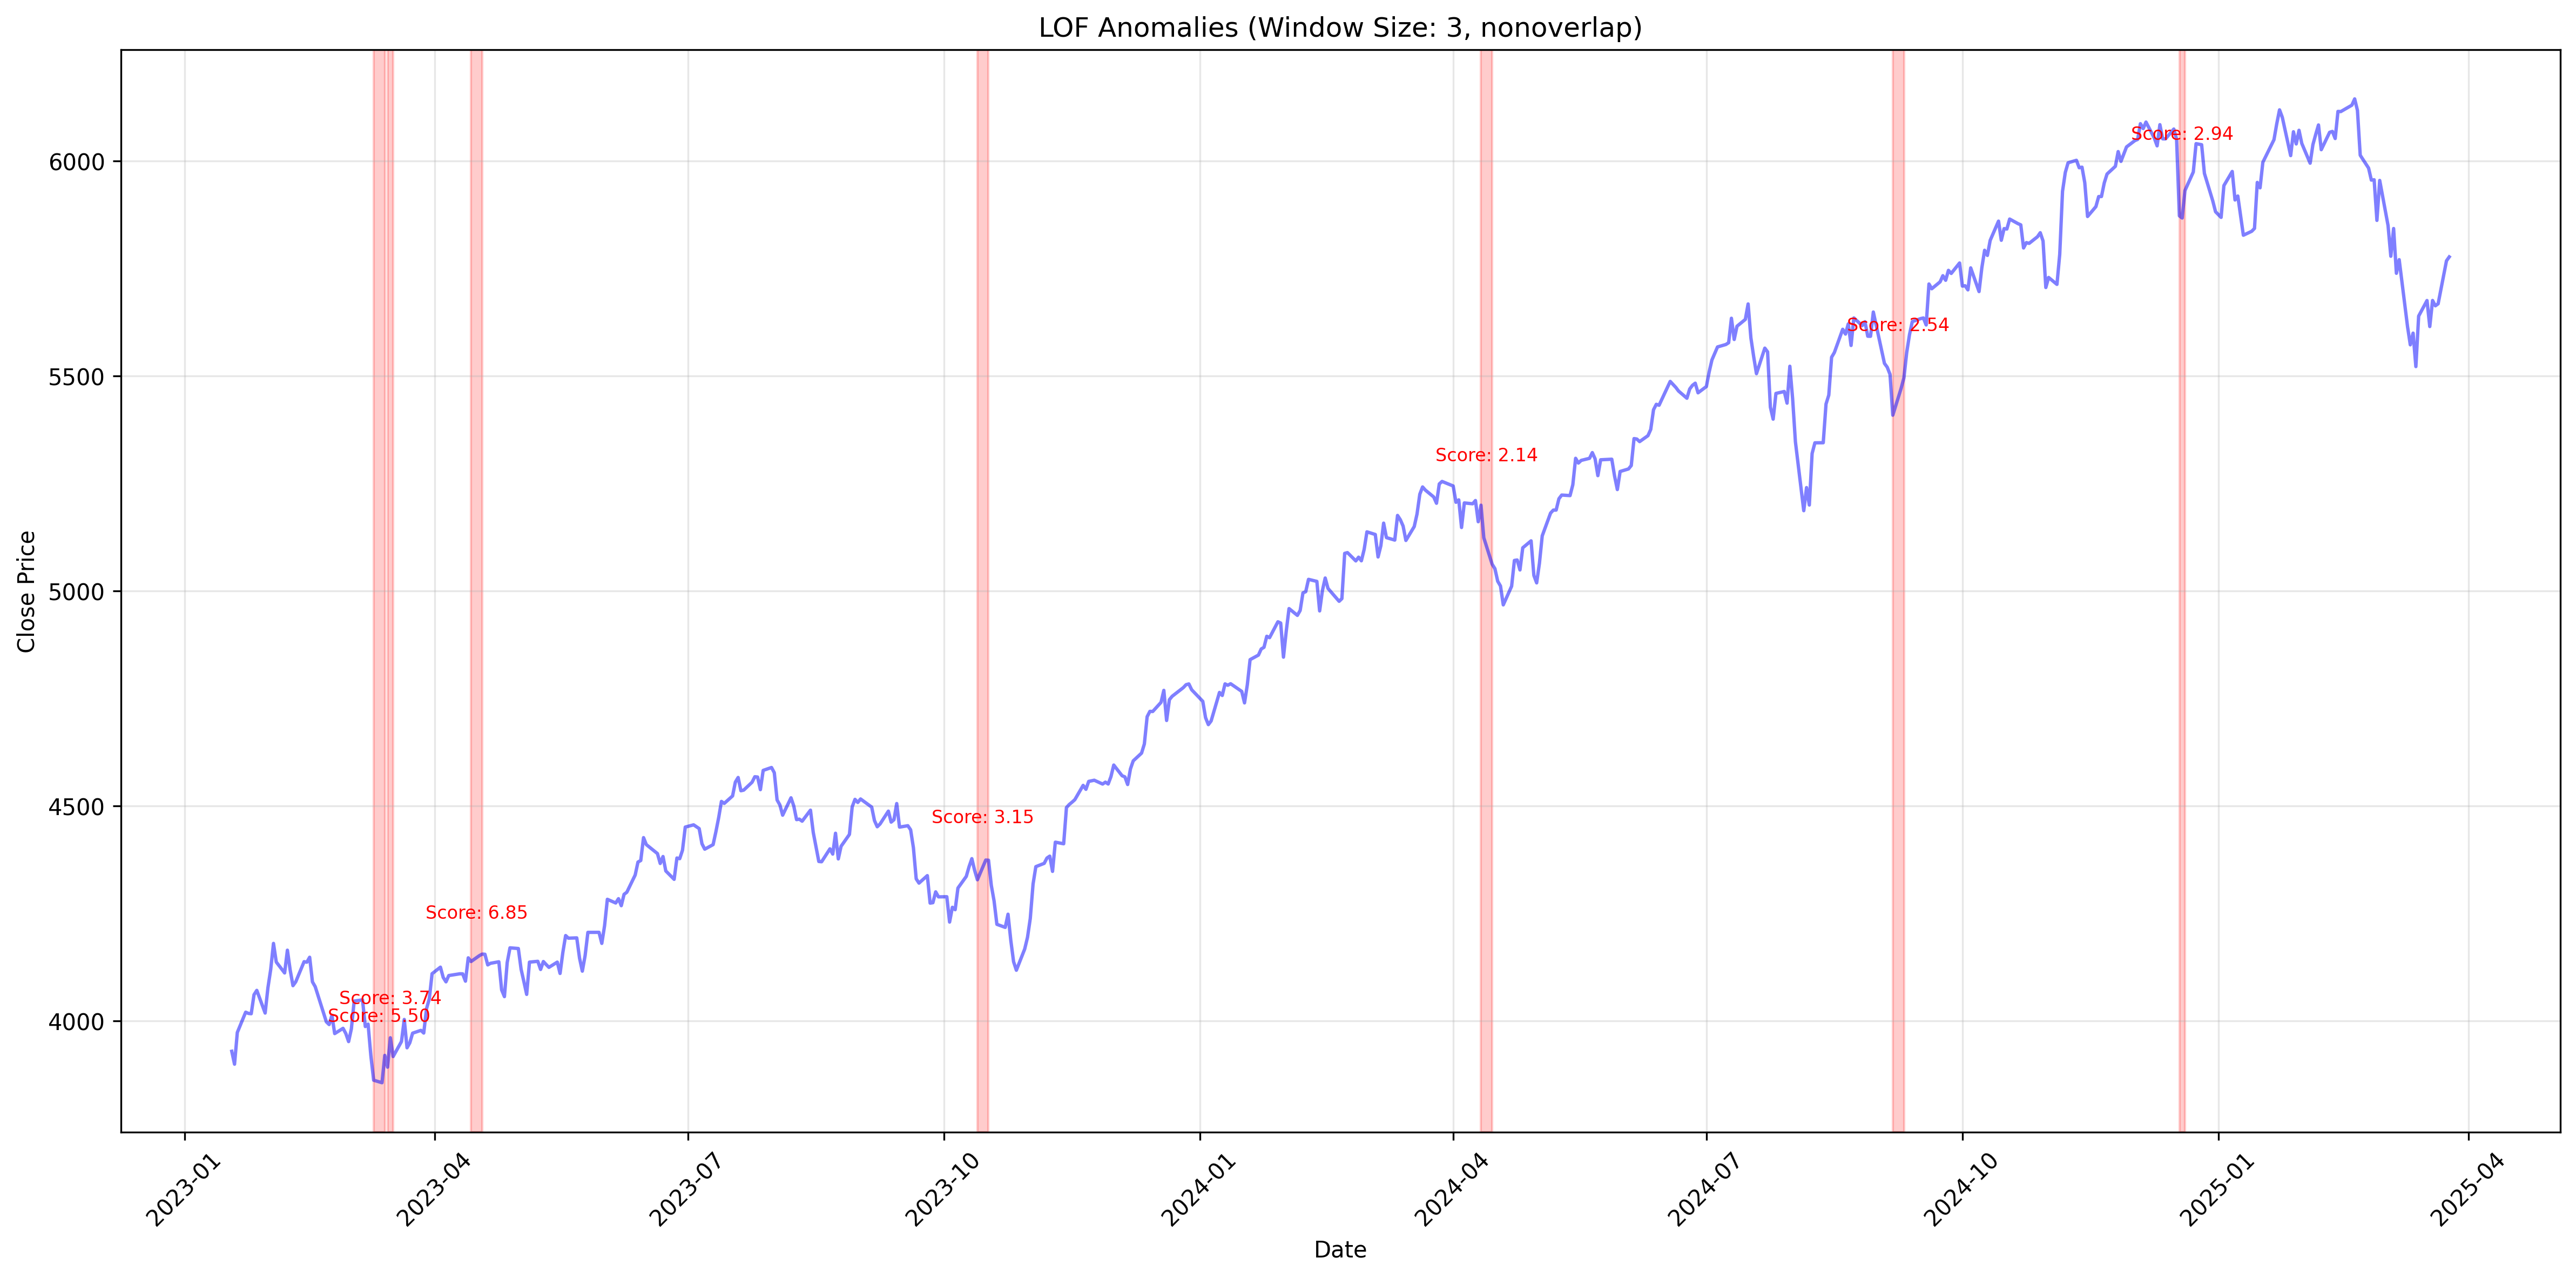 LOF Anomalies (Window Size: 3, nonoverlap)
Close Price
6000
5500
5000
4500
4000
Score: 2.94
Score: 2.54
Score: 2.14
Score: 3.15
Score: 6.85
Score: 3.74
Score: 5.50
2023-01
2023-04
2023-07
2023-10
2024-01
2024-04
2024-07
2024-10
2025-01
2025-04
Date